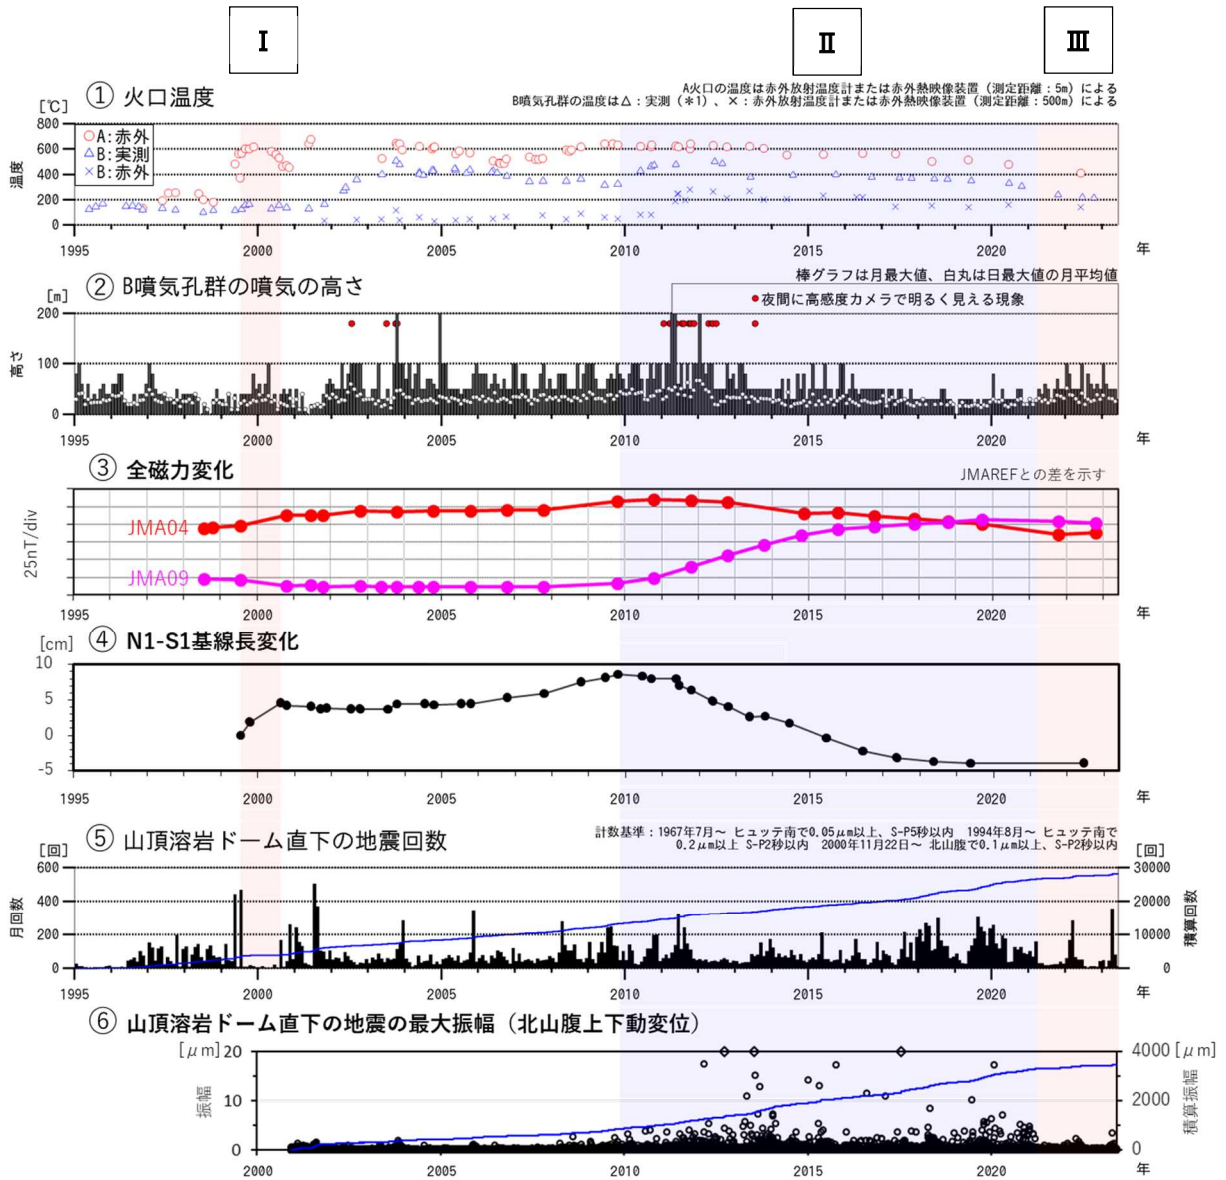 I
II
III
① 火口温度
A火口の温度は赤外放射温度計または赤外熱映像装置（測定距離：5m）による
B噴気孔群の温度は△：実測（＊1）、×：赤外放射温度計または赤外熱映像装置（測定距離：500m）による
[℃]
800
600
400
200
0
温度
A:赤外
B:実測
B:赤外
1995 2000 2005 2010 2015 2020 年
② B噴気孔群の噴気の高さ
棒グラフは月最大値、白丸は日最大値の月平均値
夜間に高感度カメラで明るく見える現象
[m]
200
100
0
高さ
1995 2000 2005 2010 2015 2020 年
③ 全磁力変化
JMAREFとの差を示す
25nT/div
JMA04
JMA09
1995 2000 2005 2010 2015 2020 年
④ N1-S1基線長変化
[cm]
10
5
0
-5
1995 2000 2005 2010 2015 2020 年
⑤ 山頂溶岩ドーム直下の地震回数
計数基準：1967年7月～ ヒュッテ南で0.05μm以上、S-P5秒以内 1994年8月～ ヒュッテ南で
0.2μm以上 S-P2秒以内 2000年11月22日～ 北山腹で0.1μm以上、S-P2秒以内
[回]
600
400
200
0
月回数
[回]
30000
20000
10000
0
積算回数
1995 2000 2005 2010 2015 2020 年
⑥ 山頂溶岩ドーム直下の地震の最大振幅（北山腹上下動変位）
[μm] 20
10
0
振幅
4000 [μm]
2000
0
積算振幅
2000 2005 2010 2015 2020 年